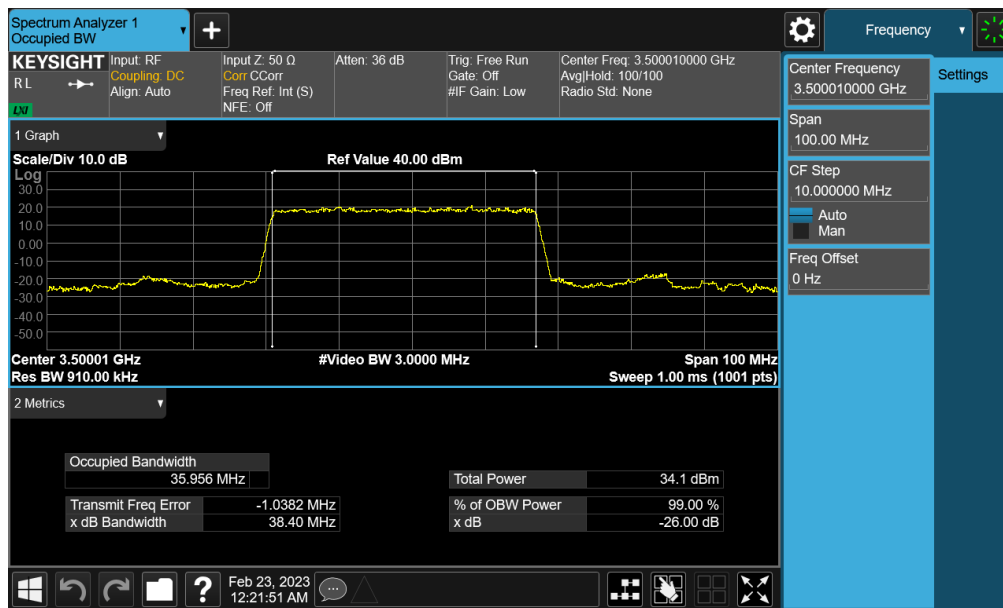 Spectrum Analyzer 1
Occupied BW
Frequency
KEYSIGHT
R L
LXI
Input: RF
Coupling: DC
Align: Auto
Input Z: 50 Ω
Corr CCorr
Freq Ref: Int (S)
NFE: Off
Atten: 36 dB
Trig: Free Run
Gate: Off
#IF Gain: Low
Center Freq: 3.500010000 GHz
Avg|Hold: 100/100
Radio Std: None
Center Frequency
3.500010000 GHz
Settings
Span
100.00 MHz
CF Step
10.000000 MHz
Auto
Man
Freq Offset
0 Hz
1 Graph
Scale/Div 10.0 dB
Ref Value 40.00 dBm
Log
30.0
20.0
10.0
0.00
-10.0
-20.0
-30.0
-40.0
-50.0
Center 3.50001 GHz
#Video BW 3.0000 MHz
Span 100 MHz
Res BW 910.00 kHz
Sweep 1.00 ms (1001 pts)
2 Metrics
Occupied Bandwidth
35.956 MHz
Total Power 34.1 dBm
Transmit Freq Error -1.0382 MHz
% of OBW Power 99.00 %
x dB Bandwidth 38.40 MHz
x dB -26.00 dB
?
Feb 23, 2023
12:21:51 AM